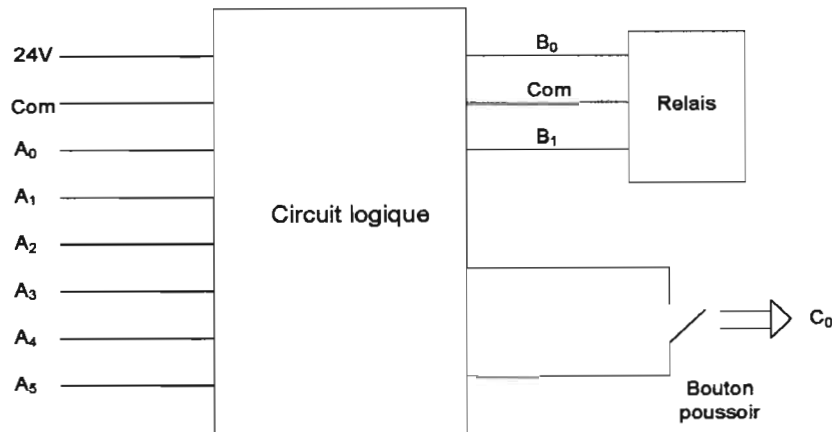 24V
Com
A₀
A₁
A₂
A₃
A₄
A₅
Circuit logique
B₀
Com
B₁
Relais
C₀
Bouton
poussoir